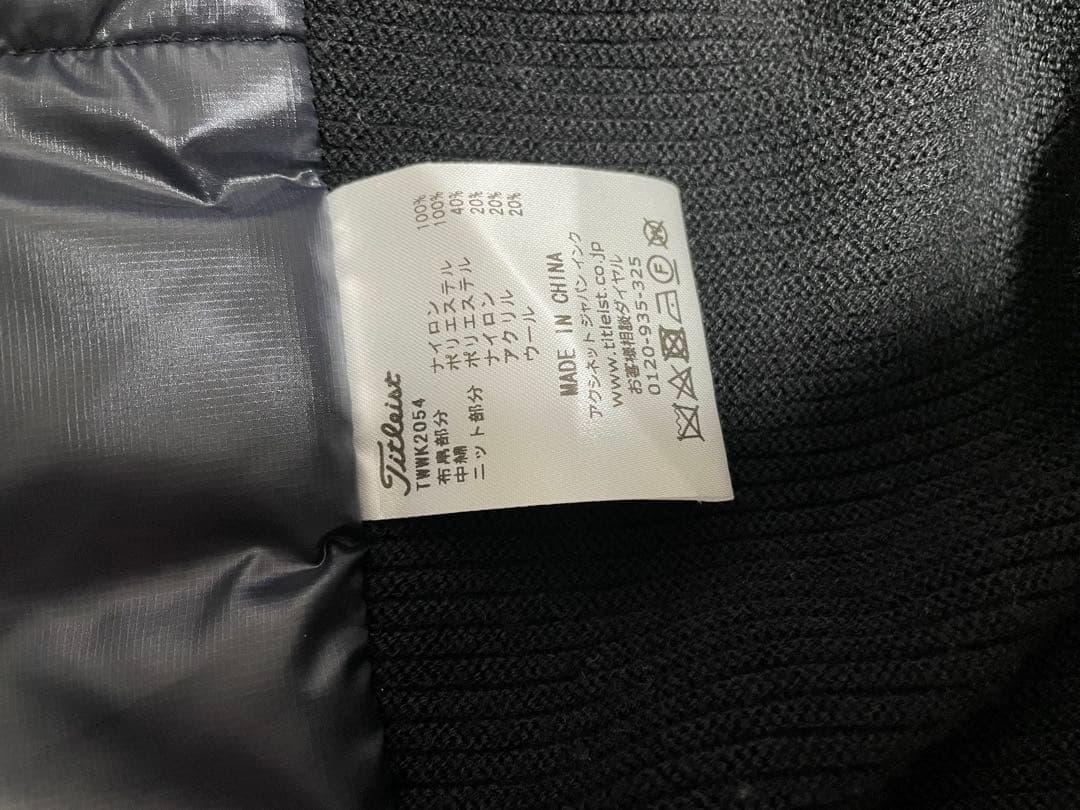 Titleist
TWWK2054
布帛部分 ナイロン 100%
中綿 ポリエステル 100%
ニット部分 ポリエステル 40%
ナイロン 20%
アクリル 20%
ウール 20%
MADE IN CHINA
アクシネット ジャパン インク
www.titleist.co.jp
お客様相談ダイヤル
0120-935-325
F
W